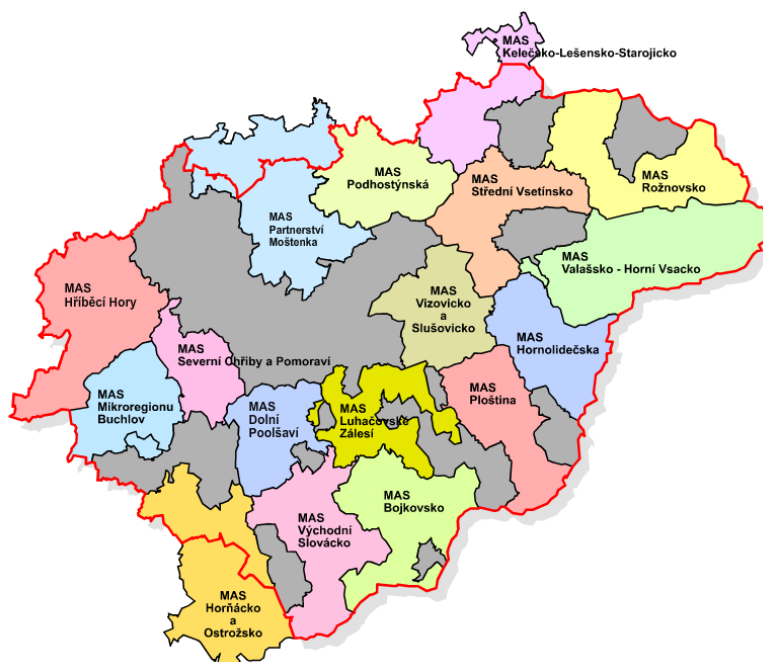 MAS
Kelečsko-Lešensko-Starojicko
MAS
Podhostýnská
MAS
Střední Vsetínsko
MAS
Rožnovsko
MAS
Partnerství
Moštenka
MAS
Valašsko - Horní Vsacko
MAS
Hříběcí Hory
MAS
Vizovicko
a
Slušovicko
MAS
Hornolidečska
MAS
Severní Chřiby a Pomoraví
MAS
Ploština
MAS
Mikroregionu
Buchlov
MAS
Dolní
Poolšaví
MAS
Luhačovské
Zálesí
MAS
Bojkovsko
MAS
Východní
Slovácko
MAS
Horňácko
a
Ostrožsko